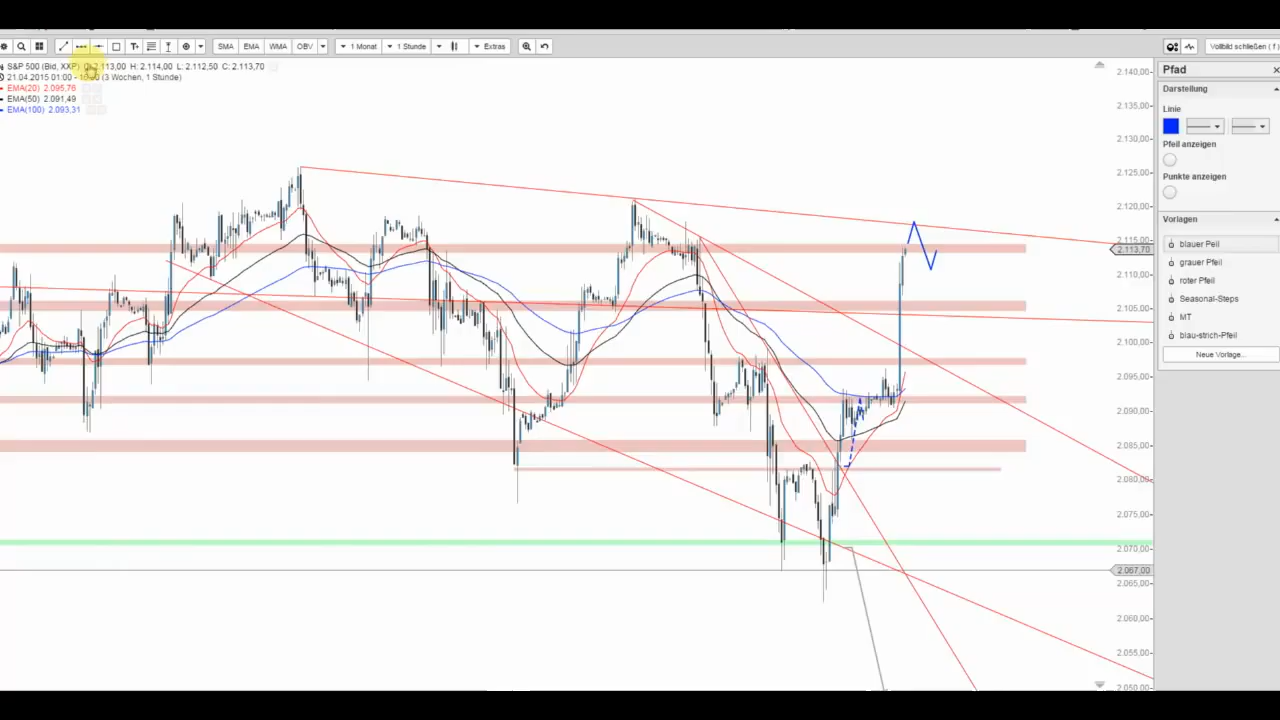 SMA EMA WMA OBV 1 Monat 1 Stunde Extras Vollbild schließen ( f )
S&P 500 (Bid, XXP) 2.113,00 H: 2.114,00 L: 2.112,50 C: 2.113,70
21.04.2015 01:00 - (3 Wochen, 1 Stunde)
EMA(20) 2.095,76
EMA(50) 2.091,49
EMA(100) 2.093,31
2.140,00
2.135,00
2.130,00
2.125,00
2.120,00
2.115,00
2.113,70
2.110,00
2.105,00
2.100,00
2.095,00
2.090,00
2.085,00
2.080,00
2.075,00
2.070,00
2.067,00
2.065,00
2.060,00
2.055,00
2.050,00
Pfad
Darstellung
Linie
Pfeil anzeigen
Punkte anzeigen
Vorlagen
blauer Peil
grauer Pfeil
roter Pfeil
Seasonal-Steps
MT
blau-strich-Pfeil
Neue Vorlage...